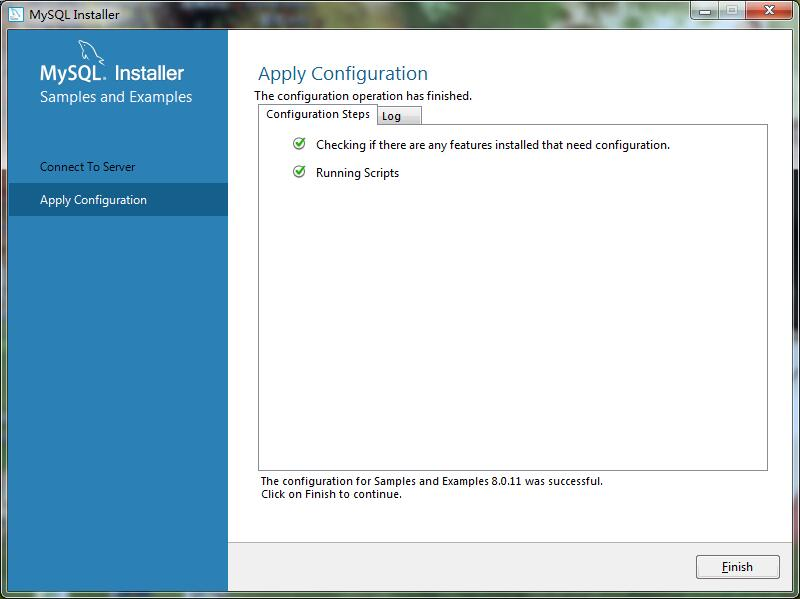 MySQL Installer
MySQL. Installer
Samples and Examples
Connect To Server
Apply Configuration
Apply Configuration
The configuration operation has finished.
Configuration Steps
Log
Checking if there are any features installed that need configuration.
Running Scripts
The configuration for Samples and Examples 8.0.11 was successful.
Click on Finish to continue.
Finish